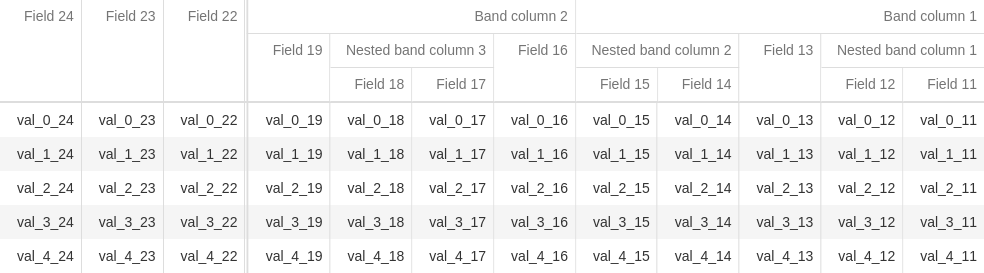 Field 24 Field 23 Field 22 Band column 2 Band column 1
Field 19 Nested band column 3 Field 16 Nested band column 2 Field 13 Nested band column 1
Field 18 Field 17 Field 15 Field 14 Field 12 Field 11
val_0_24 val_0_23 val_0_22 val_0_19 val_0_18 val_0_17 val_0_16 val_0_15 val_0_14 val_0_13 val_0_12 val_0_11
val_1_24 val_1_23 val_1_22 val_1_19 val_1_18 val_1_17 val_1_16 val_1_15 val_1_14 val_1_13 val_1_12 val_1_11
val_2_24 val_2_23 val_2_22 val_2_19 val_2_18 val_2_17 val_2_16 val_2_15 val_2_14 val_2_13 val_2_12 val_2_11
val_3_24 val_3_23 val_3_22 val_3_19 val_3_18 val_3_17 val_3_16 val_3_15 val_3_14 val_3_13 val_3_12 val_3_11
val_4_24 val_4_23 val_4_22 val_4_19 val_4_18 val_4_17 val_4_16 val_4_15 val_4_14 val_4_13 val_4_12 val_4_11